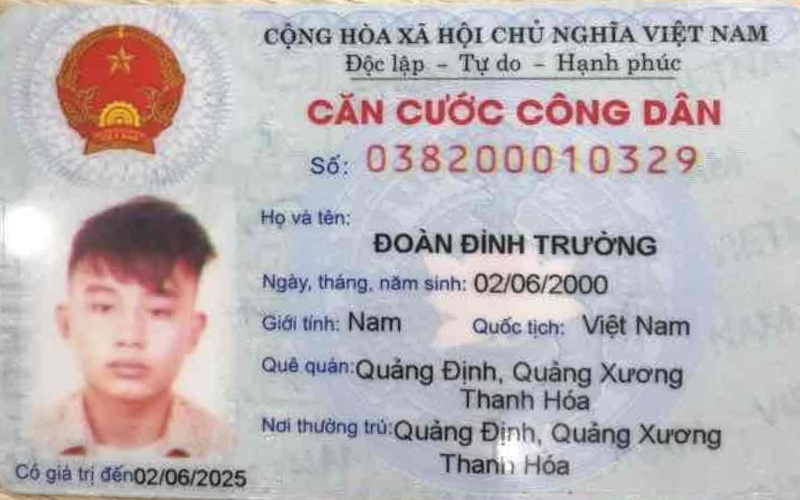 CỘNG HÒA XÃ HỘI CHỦ NGHĨA VIỆT NAM
Độc lập – Tự do – Hạnh phúc
CĂN CƯỚC CÔNG DÂN
Số: 038200010329
Họ và tên:
ĐOÀN ĐÌNH TRƯỜNG
Ngày, tháng, năm sinh: 02/06/2000
Giới tính: Nam Quốc tịch: Việt Nam
Quê quán: Quảng Định, Quảng Xương
Thanh Hóa
Nơi thường trú: Quảng Định, Quảng Xương
Thanh Hóa
Có giá trị đến 02/06/2025